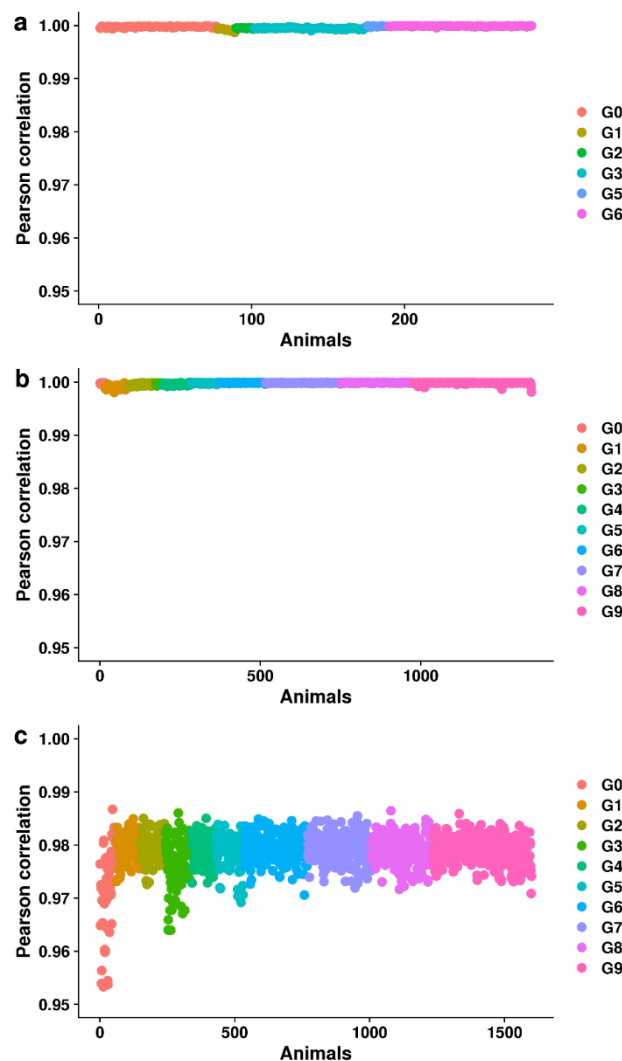 a
Pearson correlation
1.00
0.99
0.98
0.97
0.96
0.95
0
100
200
Animals
G0
G1
G2
G3
G5
G6
b
Pearson correlation
1.00
0.99
0.98
0.97
0.96
0.95
0
500
1000
Animals
G0
G1
G2
G3
G4
G5
G6
G7
G8
G9
c
Pearson correlation
1.00
0.99
0.98
0.97
0.96
0.95
0
500
1000
1500
Animals
G0
G1
G2
G3
G4
G5
G6
G7
G8
G9